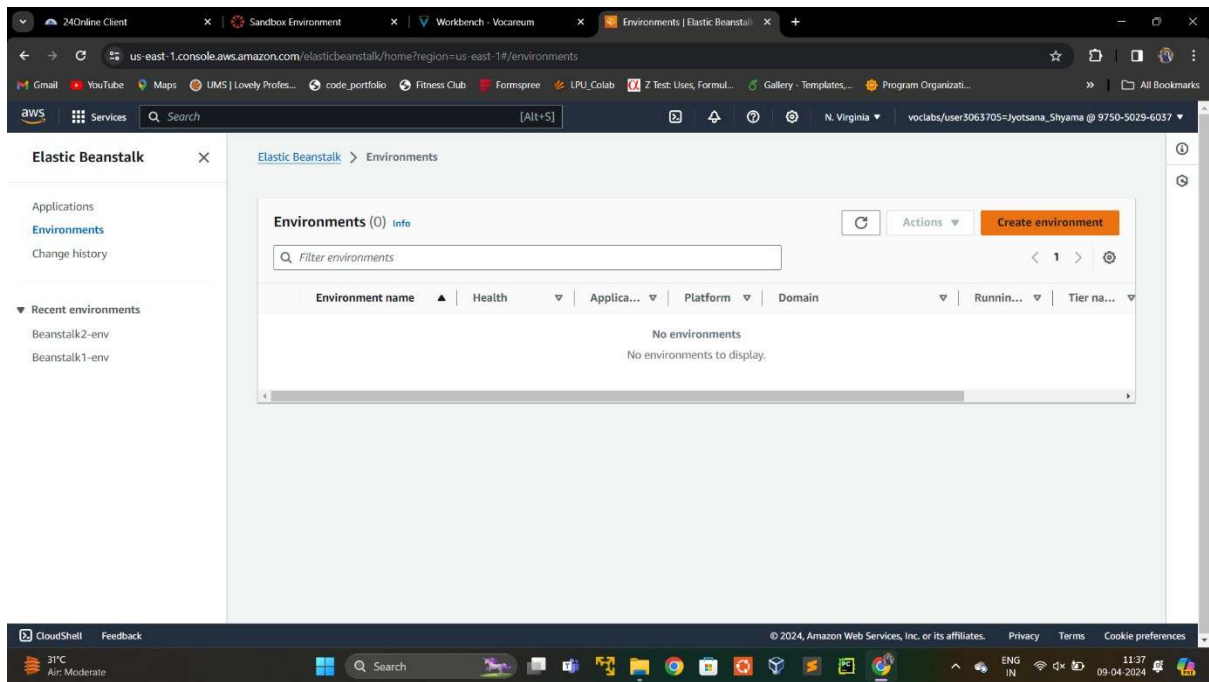 24Online Client
Sandbox Environment
Workbench - Vocareum
Environments | Elastic Beanstal
us-east-1.console.aws.amazon.com/elasticbeanstalk/home?region=us-east-1#/environments
Gmail YouTube Maps UMS | Lovely Profes... code_portfolio Fitness Club Formspree LPU_Colab Z Test: Uses, Formul... Gallery - Templates,... Program Organizati... » All Bookmarks
aws Services Search [Alt+S] N. Virginia ▼ voclabs/user3063705=Jyotsana_Shyama @ 9750-5029-6037 ▼
Elastic Beanstalk
Applications
Environments
Change history
▼ Recent environments
Beanstalk2-env
Beanstalk1-env
Elastic Beanstalk > Environments
Environments (0) Info
Actions ▼
Create environment
Filter environments
< 1 >
Environment name ▲ Health Applica... Platform Domain Runnin... Tier na...
No environments
No environments to display.
CloudShell Feedback
© 2024, Amazon Web Services, Inc. or its affiliates. Privacy Terms Cookie preferences
31°C
Air: Moderate
Search
ENG
IN
11:37
09-04-2024